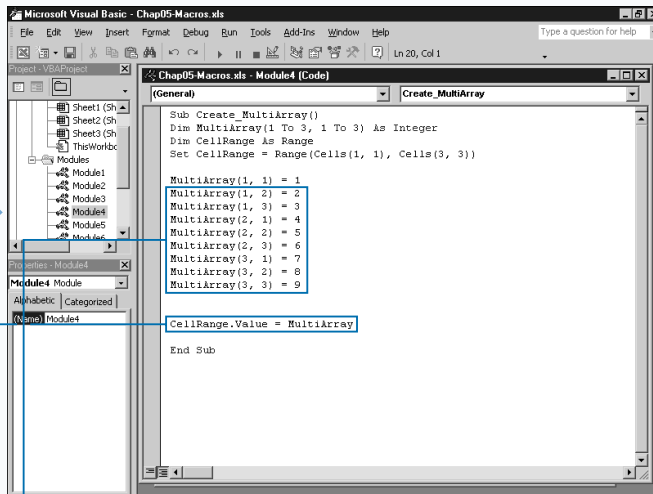 Microsoft Visual Basic - Chap05-Macros.xls
File Edit View Insert Format Debug Run Tools Add-Ins Window Help
Type a question for help
Ln 20, Col 1
Project - VBAProject
Sheet1 (Sh
Sheet2 (Sh
Sheet3 (Sh
ThisWorkbo
Modules
Module1
Module2
Module3
Module4
Module5
Module6
Properties - Module4
Module4 Module
Alphabetic Categorized
(Name) Module4
Chap05-Macros.xls - Module4 (Code)
(General) Create_MultiArray
Sub Create_MultiArray()
Dim MultiArray(1 To 3, 1 To 3) As Integer
Dim CellRange As Range
Set CellRange = Range(Cells(1, 1), Cells(3, 3))
MultiArray(1, 1) = 1
MultiArray(1, 2) = 2
MultiArray(1, 3) = 3
MultiArray(2, 1) = 4
MultiArray(2, 2) = 5
MultiArray(2, 3) = 6
MultiArray(3, 1) = 7
MultiArray(3, 2) = 8
MultiArray(3, 3) = 9
CellRange.Value = MultiArray
End Sub